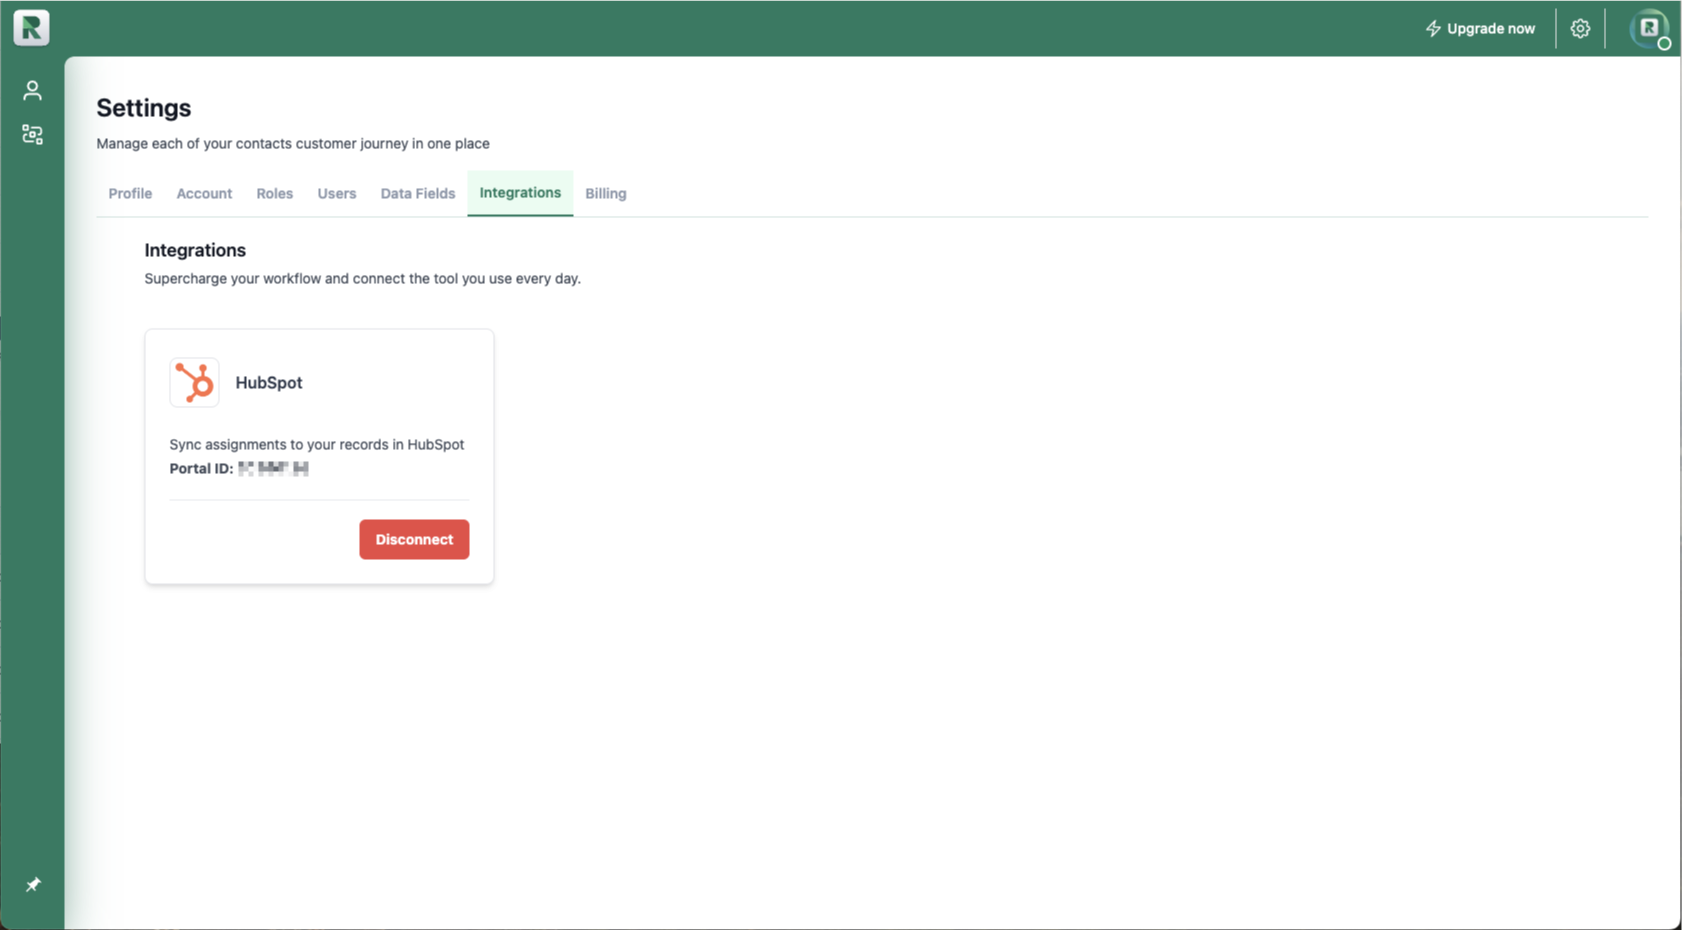 R
Upgrade now
R
Settings
Manage each of your contacts customer journey in one place
Profile Account Roles Users Data Fields Integrations Billing
Integrations
Supercharge your workflow and connect the tool you use every day.
HubSpot
Sync assignments to your records in HubSpot
Portal ID:
Disconnect